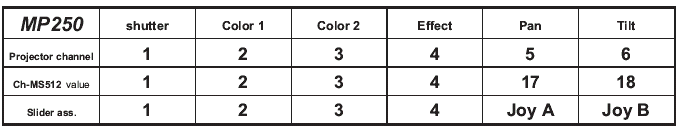 MP250 shutter Color 1 Color 2 Effect Pan Tilt
Projector channel 1 2 3 4 5 6
Ch-MS512 value 1 2 3 4 17 18
Slider ass. 1 2 3 4 Joy A Joy B